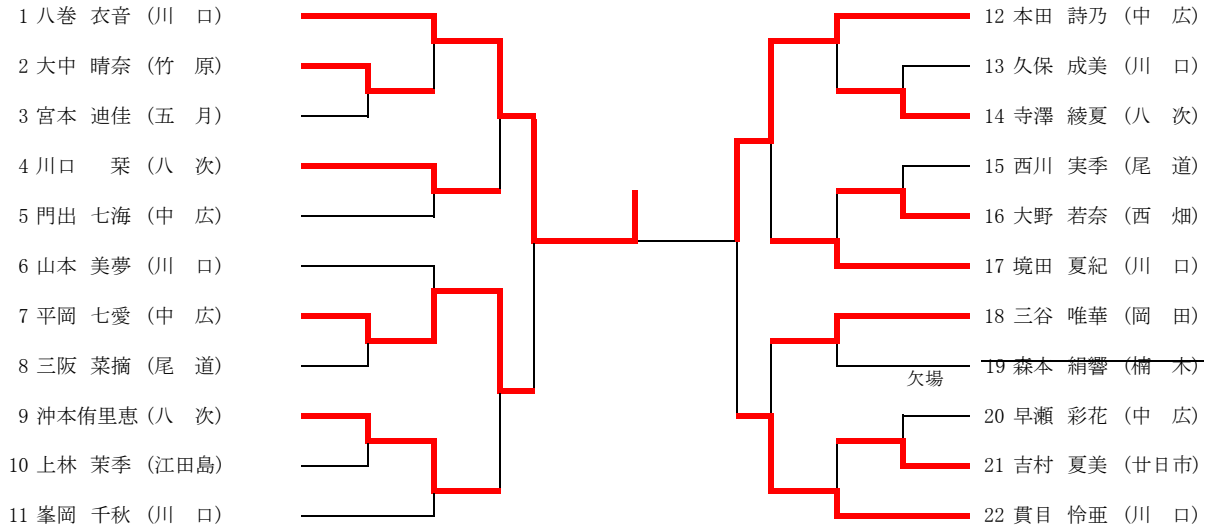 1 八巻 衣音 (川 口)
2 大中 晴奈 (竹 原)
3 宮本 迪佳 (五 月)
4 川口 栞 (八 次)
5 門出 七海 (中 広)
6 山本 美夢 (川 口)
7 平岡 七愛 (中 広)
8 三阪 菜摘 (尾 道)
9 沖本侑里恵 (八 次)
10 上林 茉季 (江田島)
11 峯岡 千秋 (川 口)
12 本田 詩乃 (中 広)
13 久保 成美 (川 口)
14 寺澤 綾夏 (八 次)
15 西川 実季 (尾 道)
16 大野 若奈 (西 畑)
17 境田 夏紀 (川 口)
18 三谷 唯華 (岡 田)
19 森本 絹響 (楠 木)
欠場
20 早瀬 彩花 (中 広)
21 吉村 夏美 (廿日市)
22 貫目 怜亜 (川 口)